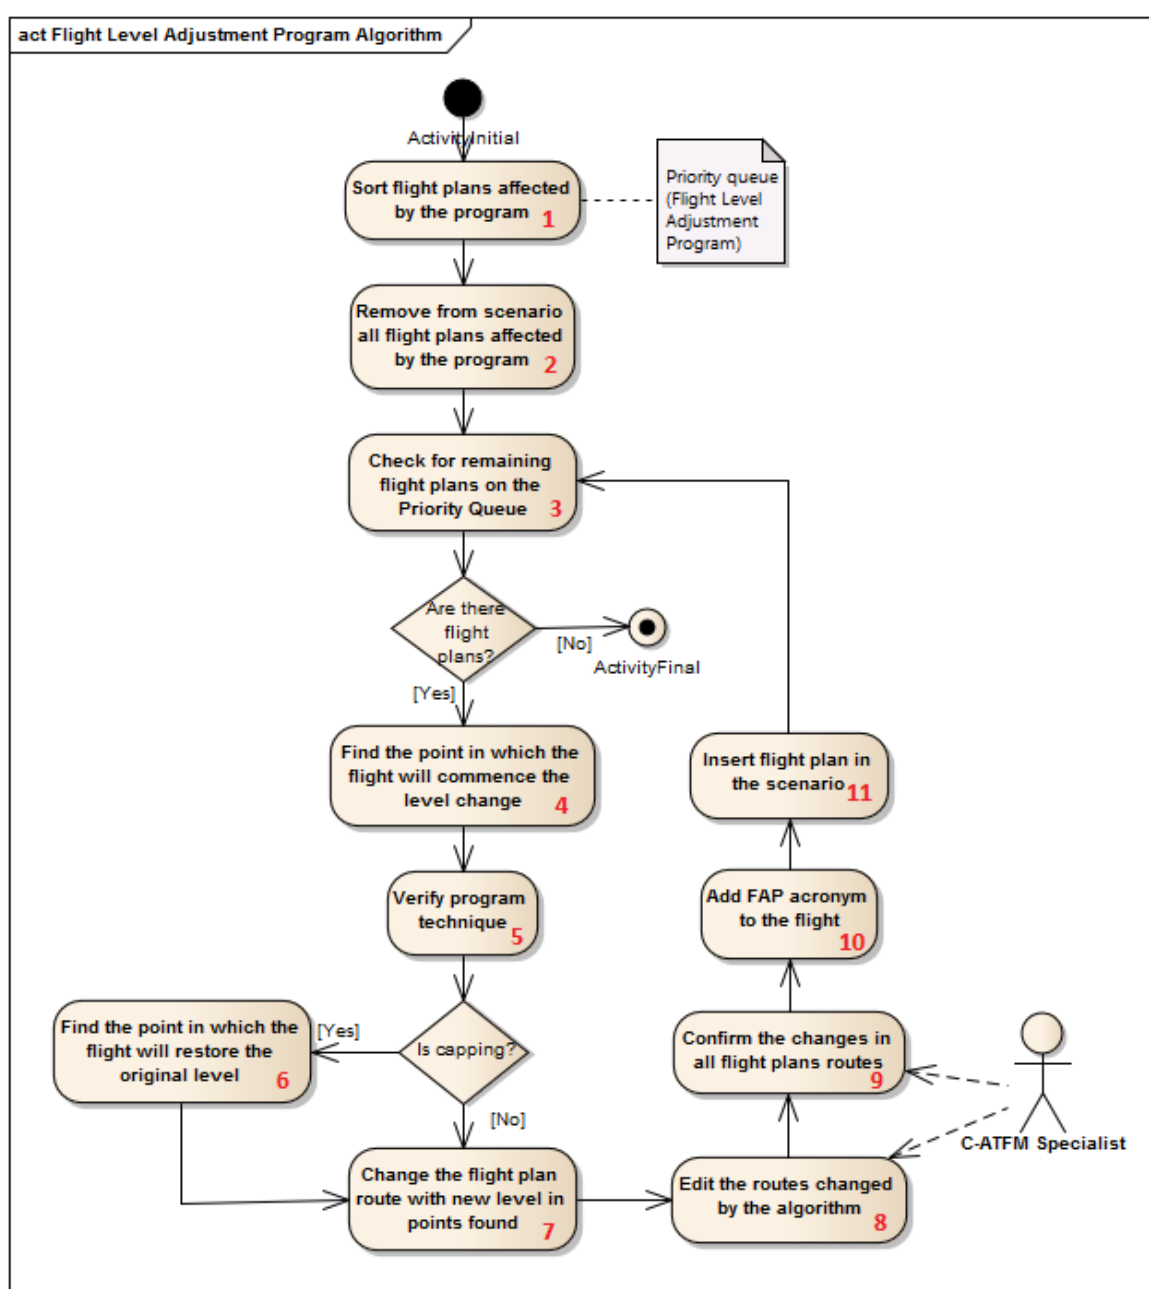 act Flight Level Adjustment Program Algorithm
ActivityInitial
Sort flight plans affected
by the program
1
Priority queue
(Flight Level
Adjustment
Program)
Remove from scenario
all flight plans affected
by the program
2
Check for remaining
flight plans on the
Priority Queue
3
Are there
flight
plans?
[No]
ActivityFinal
[Yes]
Find the point in which the
flight will commence the
level change
4
Verify program
technique
5
Is capping?
[Yes]
Find the point in which the
flight will restore the
original level
6
[No]
Change the flight plan
route with new level in
points found
7
Edit the routes changed
by the algorithm
8
C-ATFM Specialist
Confirm the changes in
all flight plans routes
9
Add FAP acronym
to the flight
10
Insert flight plan in
the scenario
11